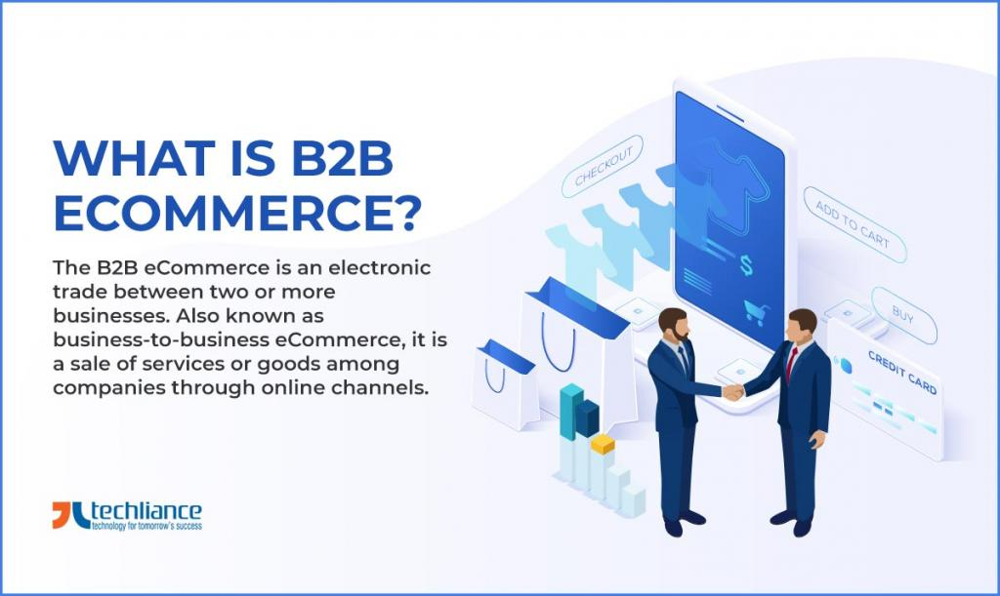 WHAT IS B2B
ECOMMERCE?
The B2B eCommerce is an electronic
trade between two or more
businesses. Also known as
business-to-business eCommerce, it is
a sale of services or goods among
companies through online channels.
techliance
technology for tomorrow's success
CHECKOUT
$
ADD TO CART
BUY
CREDIT CARD